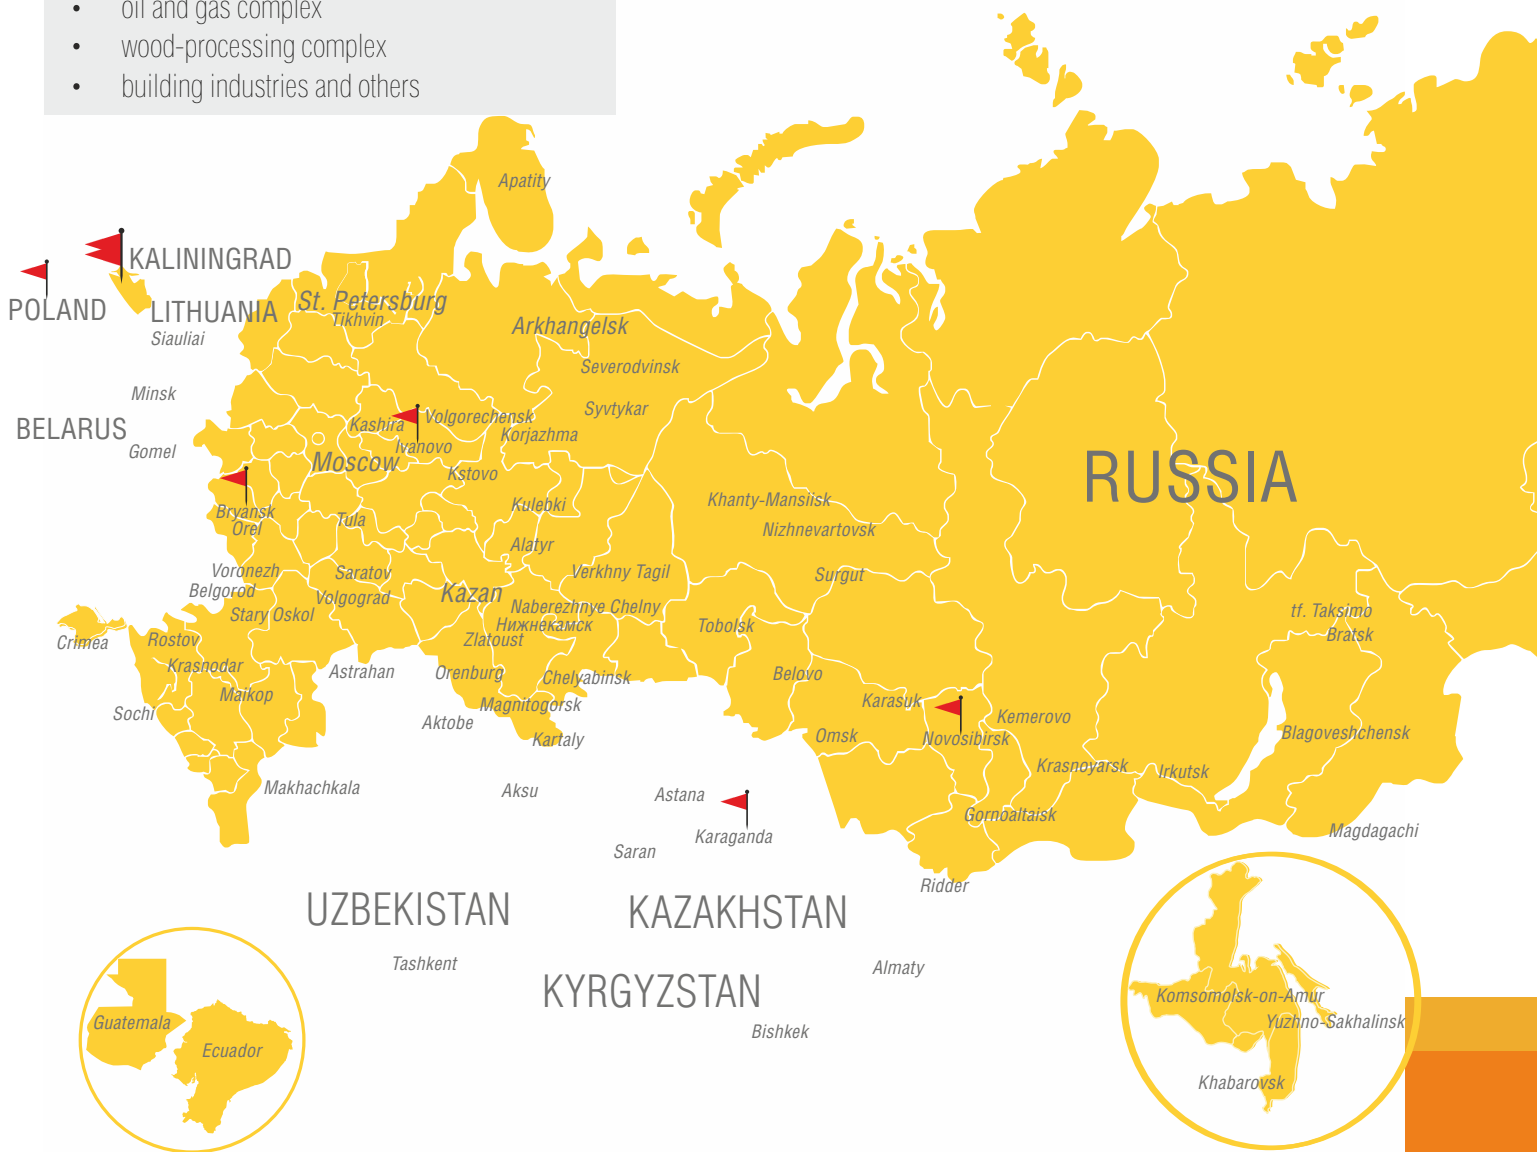 • oil and gas complex
• wood-processing complex
• building industries and others
Apatity
KALININGRAD
POLAND
LITHUANIA
St. Petersburg
Tikhvin
Arkhangelsk
Siauliai
Severodvinsk
Minsk
Syvtykar
BELARUS
Kashira
Volgorechensk
Korjazhma
Gomel
Ivanovo
Moscow
Kstovo
RUSSIA
Khanty-Mansiisk
Kulebki
Bryansk
Orel
Tula
Nizhnevartovsk
Alatyr
Voronezh
Saratov
Verkhny Tagil
Surgut
Belgorod
Volgograd
Kazan
Stary Oskol
Naberezhnye Chelny
Нижнекамск
tf. Taksimo
Bratsk
Crimea
Rostov
Zlatoust
Tobolsk
Krasnodar
Astrahan
Orenburg
Chelyabinsk
Belovo
Maikop
Magnitogorsk
Karasuk
Sochi
Aktobe
Kemerovo
Kartaly
Omsk
Novosibirsk
Blagoveshchensk
Krasnoyarsk
Irkutsk
Makhachkala
Aksu
Astana
Gornoaltaisk
Karaganda
Magdagachi
Saran
Ridder
UZBEKISTAN
KAZAKHSTAN
Tashkent
Almaty
KYRGYZSTAN
Bishkek
Guatemala
Ecuador
Komsomolsk-on-Amur
Yuzhno-Sakhalinsk
Khabarovsk